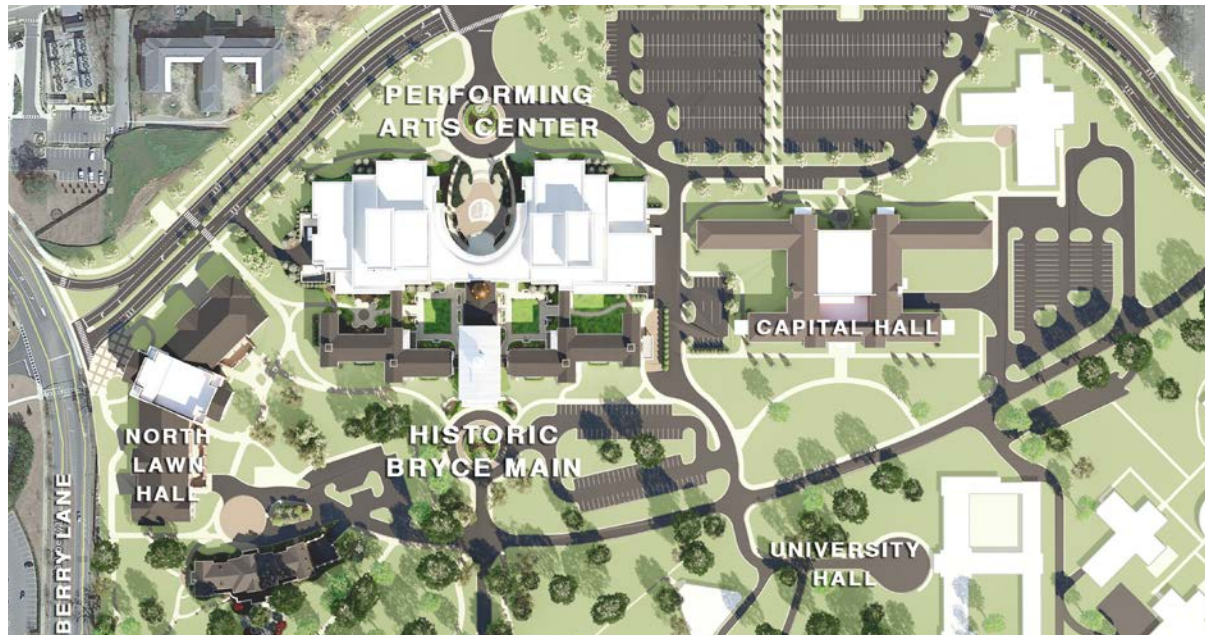 PERFORMING
ARTS CENTER
CAPITAL HALL
NORTH
LAWN
HALL
HISTORIC
BRYCE MAIN
UNIVERSITY
HALL
BERRY LANE